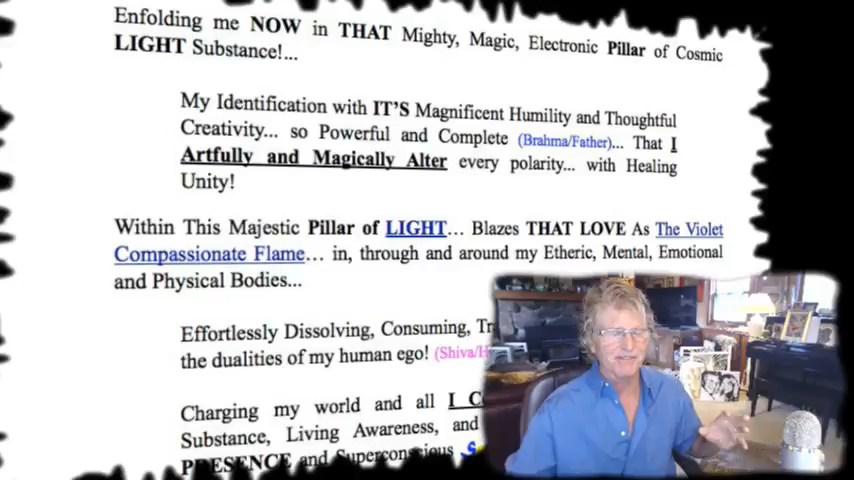 Enfolding me NOW in THAT Mighty, Magic, Electronic Pillar of Cosmic
LIGHT Substance!...
My Identification with IT'S Magnificent Humility and Thoughtful
Creativity... so Powerful and Complete (Brahma/Father)... That I
Artfully and Magically Alter every polarity... with Healing
Unity!
Within This Majestic Pillar of LIGHT... Blazes THAT LOVE As The Violet
Compassionate Flame... in, through and around my Etheric, Mental, Emotional
and Physical Bodies...
Effortlessly Dissolving, Consuming,
the dualities of my human ego!
Charging my world and all I
Substance, Living Awareness, and
PRESENCE and Superconscious